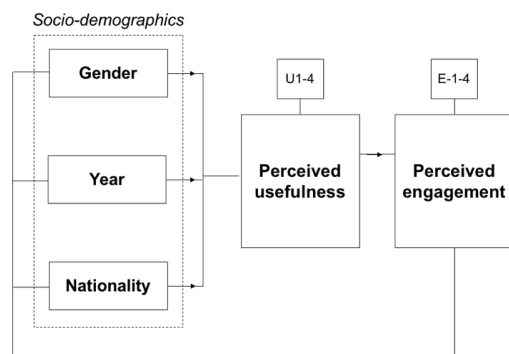 Socio-demographics
Gender
Year
Nationality
U1-4
Perceived
usefulness
E-1-4
Perceived
engagement